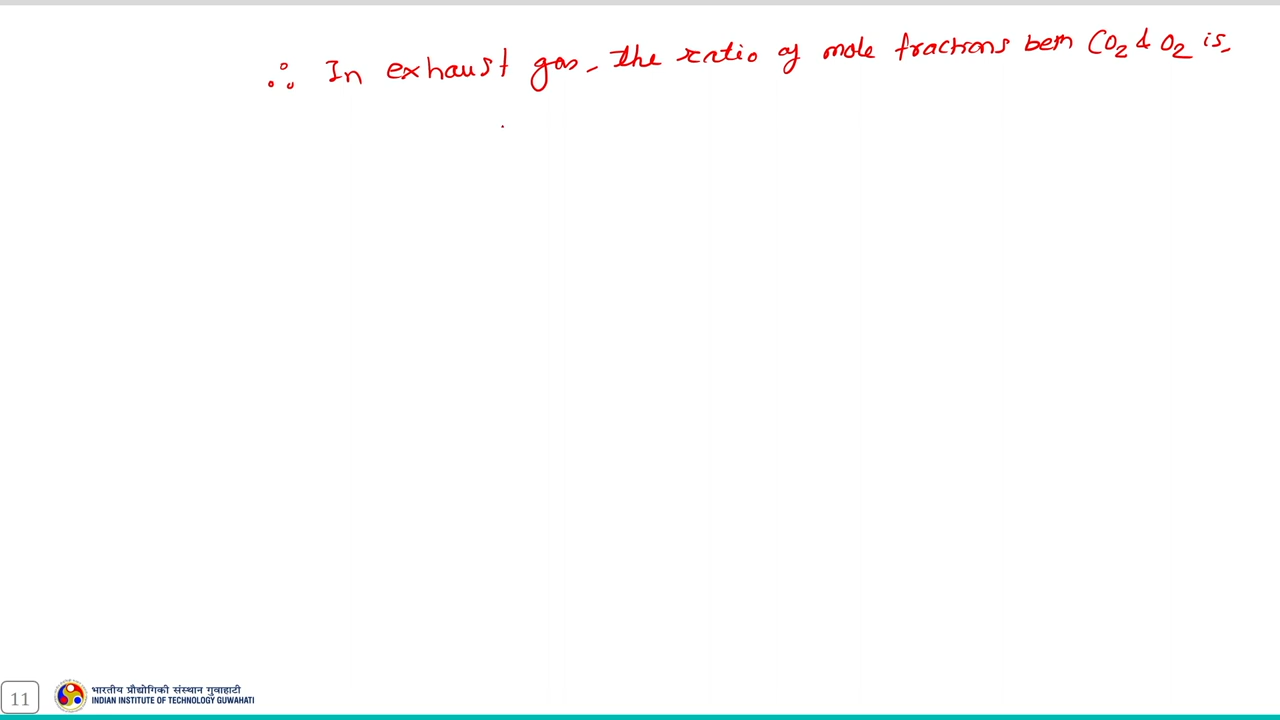 ∴ In exhaust gas, the ratio of mole fractions betn CO₂ & O₂ is,
11
भारतीय प्रौद्योगिकी संस्थान गुवाहाटी
INDIAN INSTITUTE OF TECHNOLOGY GUWAHATI